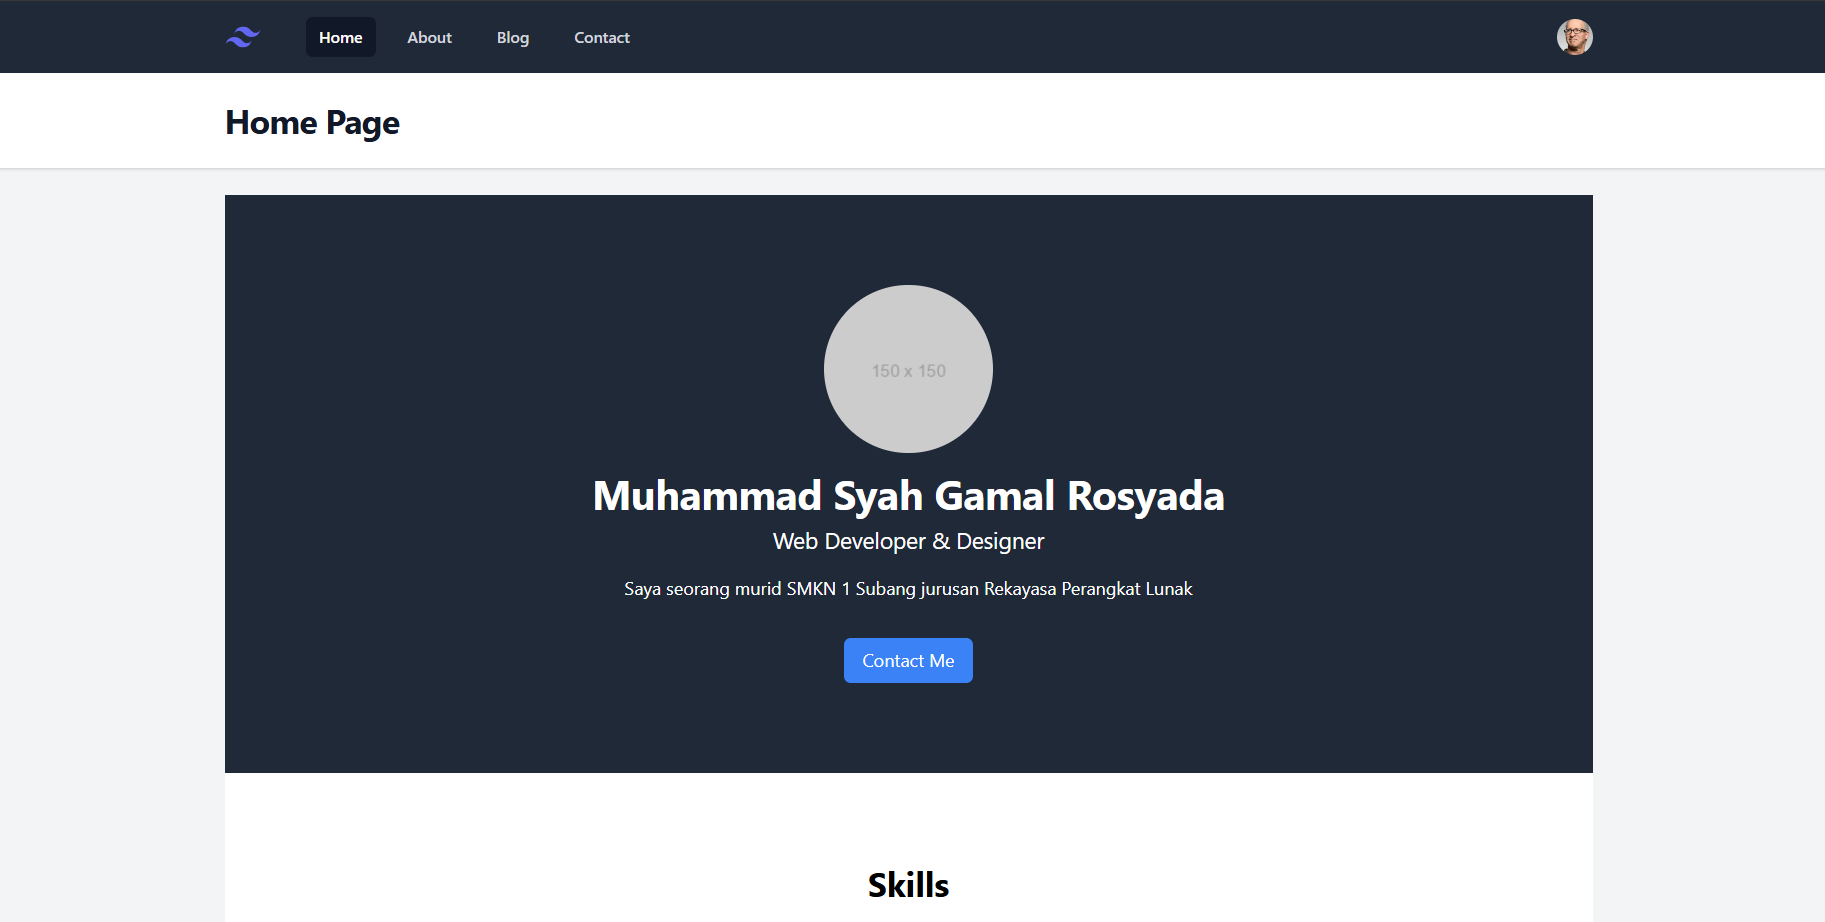 Home About Blog Contact
Home Page
150 x 150
Muhammad Syah Gamal Rosyada
Web Developer & Designer
Saya seorang murid SMKN 1 Subang jurusan Rekayasa Perangkat Lunak
Contact Me
Skills